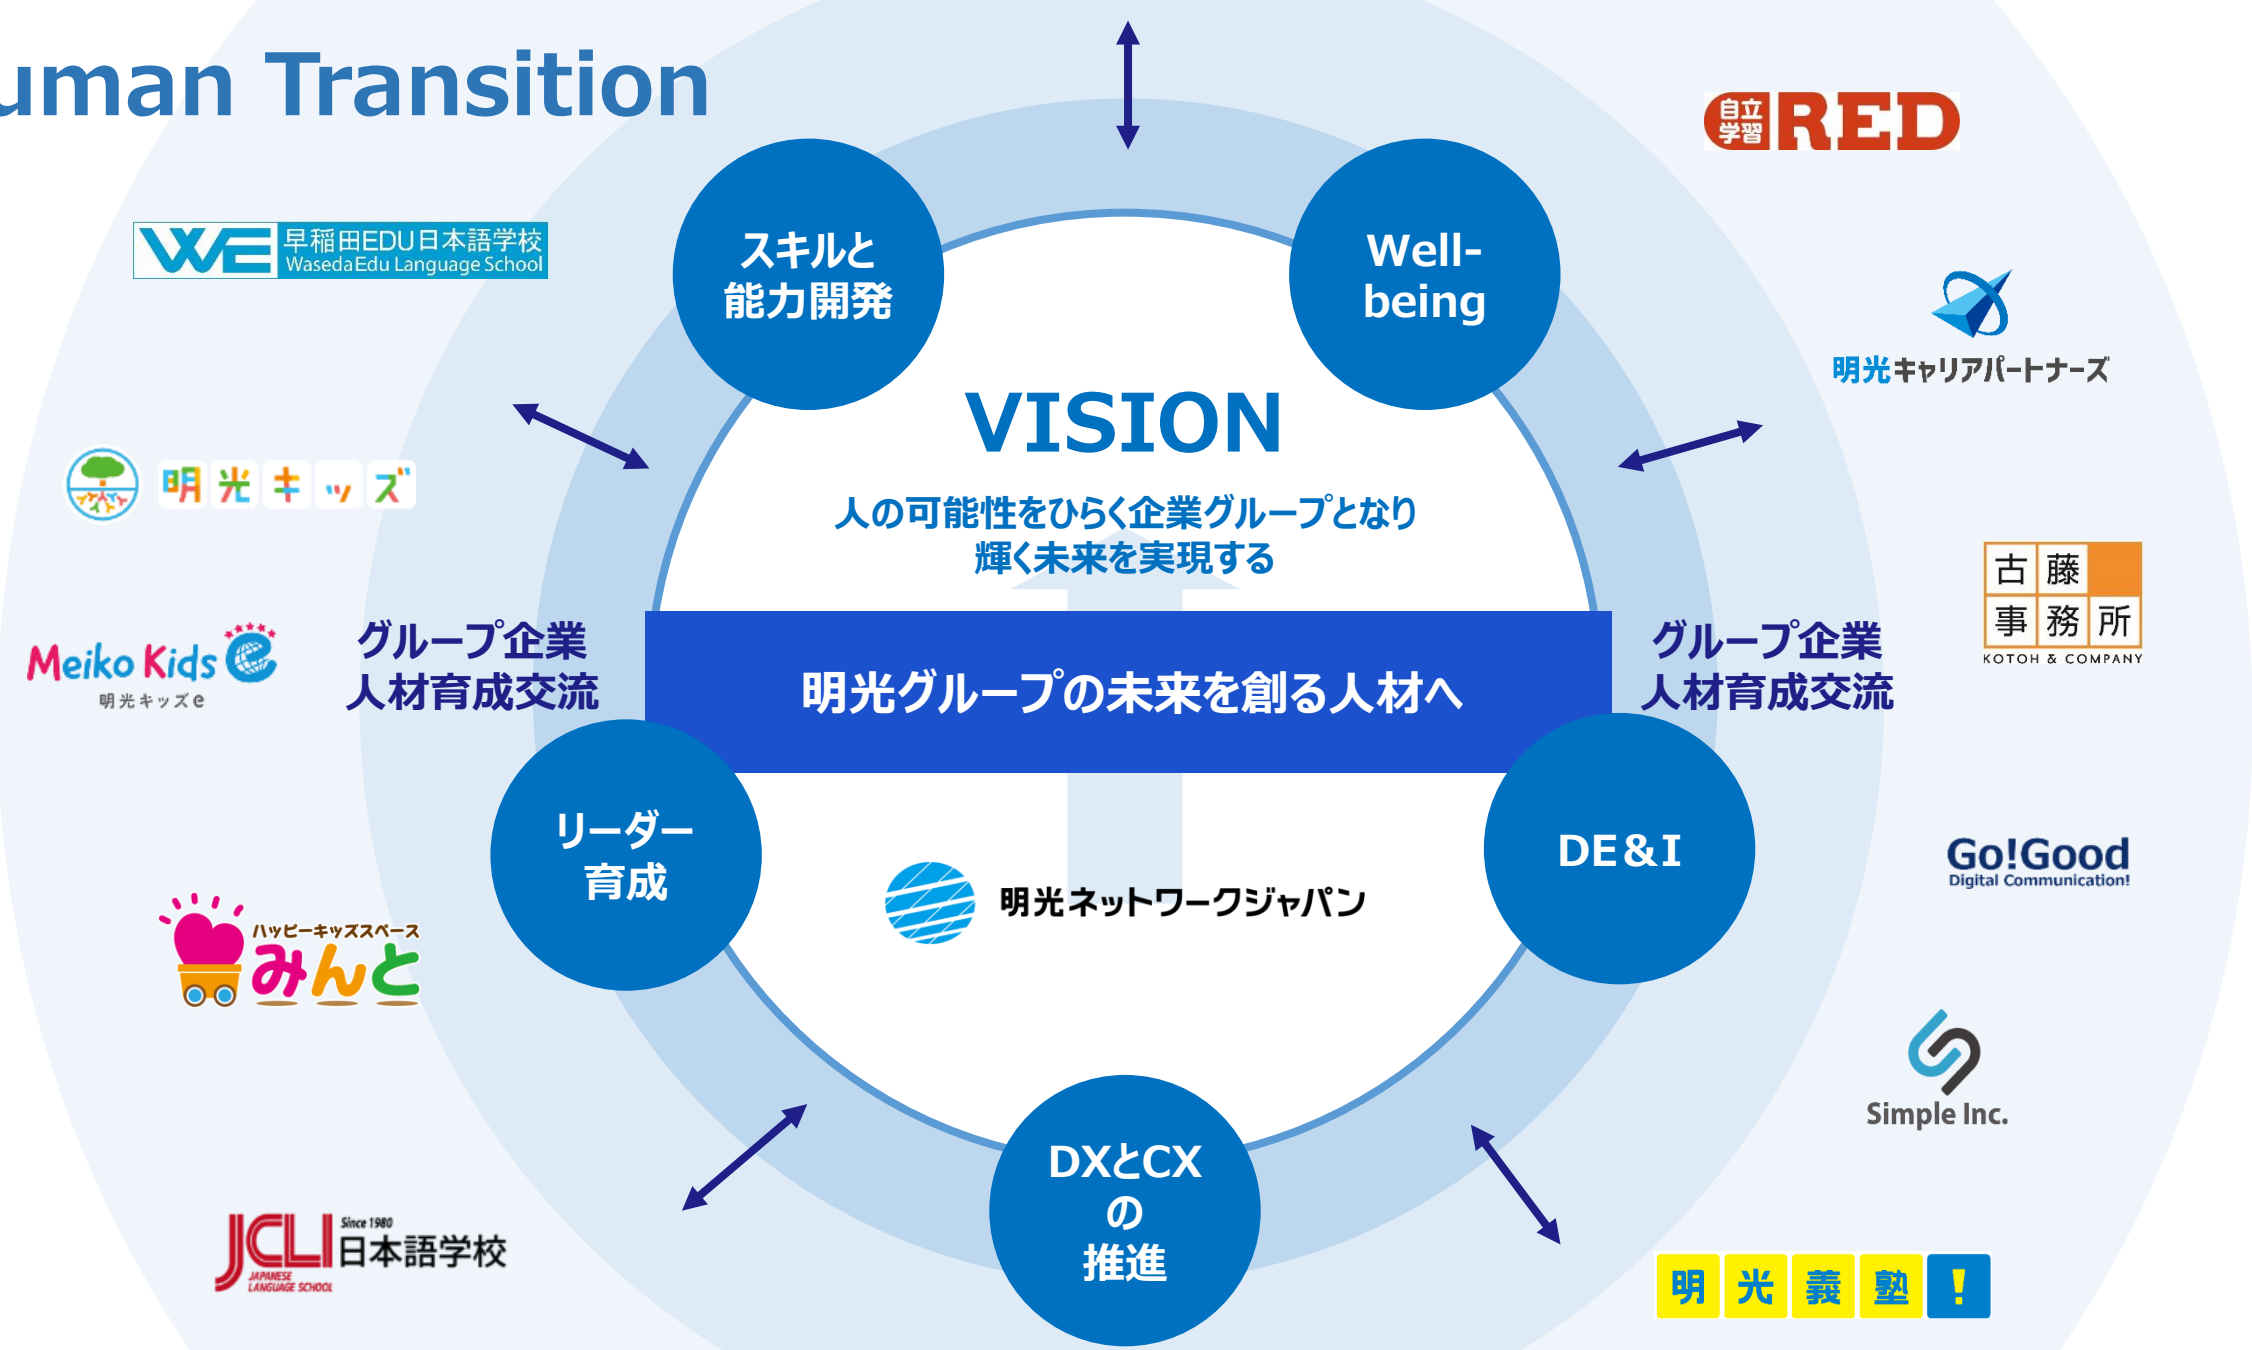 uman Transition
自立
学習
RED
WE
早稲田EDU日本語学校
WasedaEdu Language School
スキルと
能力開発
Well-
being
明光キャリアパートナーズ
VISION
人の可能性をひらく企業グループとなり
輝く未来を実現する
明光キッズ
Meiko Kids e
明光キッズe
グループ企業
人材育成交流
明光グループの未来を創る人材へ
グループ企業
人材育成交流
古藤
事務所
KOTOH & COMPANY
リーダー
育成
明光ネットワークジャパン
DE&I
Go!Good
Digital Communication!
ハッピーキッズスペース
みんと
Simple Inc.
DXとCX
の
推進
JCLI
JAPANESE
LANGUAGE SCHOOL
Since 1980
日本語学校
明光義塾!